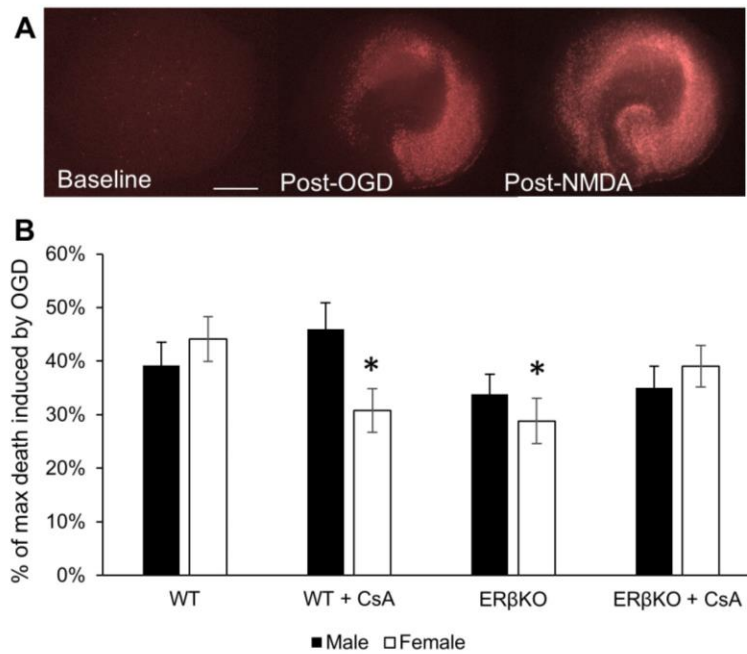 A
Baseline
Post-OGD
Post-NMDA
B
% of max death induced by OGD
60%
50%
40%
30%
20%
10%
0%
*
*
WT
WT + CsA
ERβKO
ERβKO + CsA
Male
Female